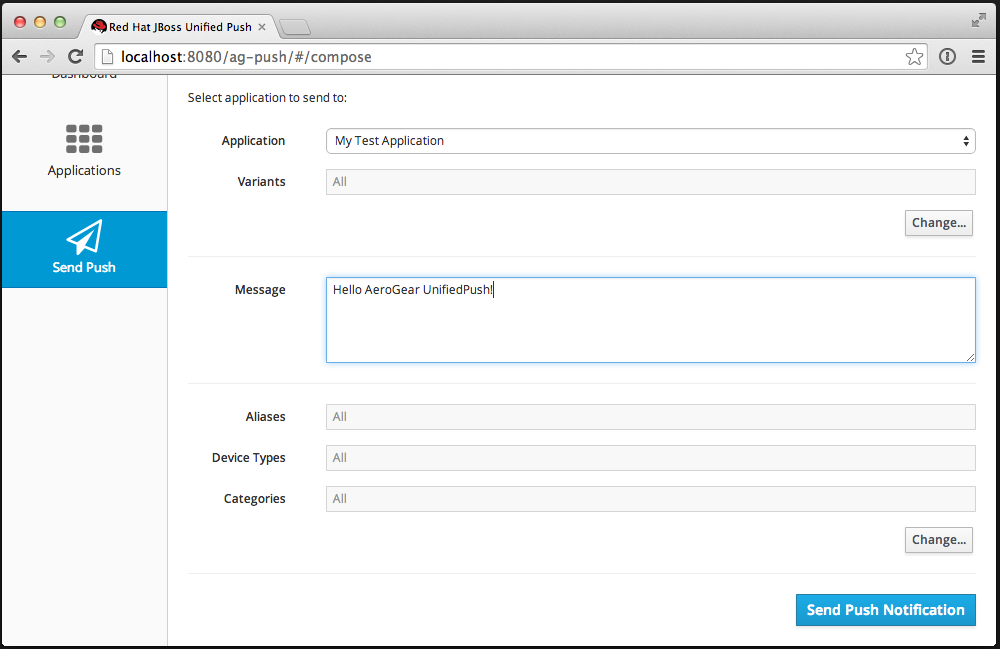 Red Hat JBoss Unified Push
localhost:8080/ag-push/#/compose
Dashboard
Applications
Send Push
Select application to send to:
Application My Test Application
Variants All
Change...
Message Hello AeroGear UnifiedPush!
Aliases All
Device Types All
Categories All
Change...
Send Push Notification